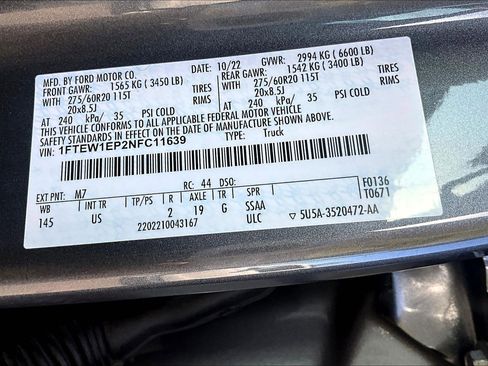 MFD. BY FORD MOTOR CO. 10/22 GVWR: 2994 KG (6600 LB)
FRONT GAWR: 1565 KG (3450 LB) REAR GAWR: 1542 KG (3400 LB)
275/60R20 115T TIRES 275/60R20 115T TIRES
20x8.5J RIMS 20x8.5J RIMS
AT 240 kPa/ 35 PSI COLD AT 240 kPa/ 35 PSI COLD
THIS VEHICLE CONFORMS TO ALL APPLICABLE FEDERAL MOTOR VEHICLE
SAFETY STANDARDS IN EFFECT ON THE DATE OF MANUFACTURE SHOWN ABOVE.
VIN: 1FTEW1EP2NFC11639 TYPE: Truck
EXT PNT: M7 RC: 44 DSO: F0136
WB INT TR TP/PS R AXLE TR SPR T0671
145 US 2 19 G SSAA
2202210043167 ULC ▽ 5U5A-3520472-AA